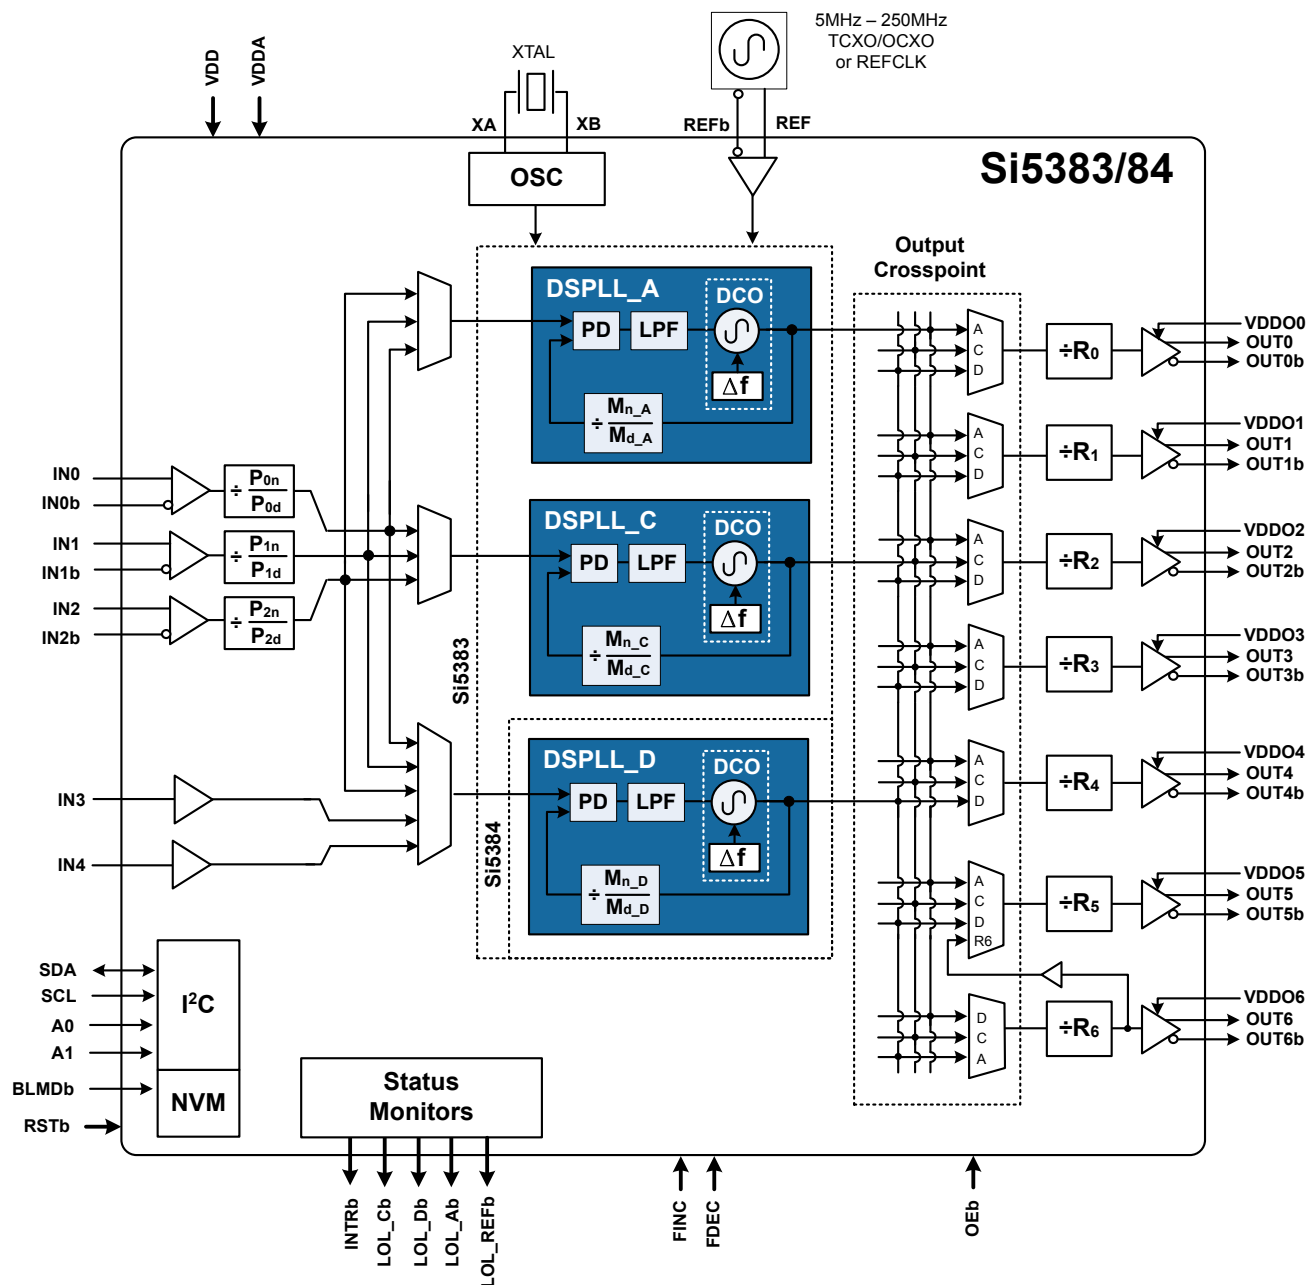 5MHz – 250MHz
TCXO/OCXO
or REFCLK
VDD
VDDA
XTAL
XA
XB
REFb
REF
OSC
Si5383/84
Output
Crosspoint
DSPLL_A
DCO
PD
LPF
Δf
÷ Mn_A
Md_A
A
C
D
÷R0
VDDO0
OUT0
OUT0b
A
C
D
÷R1
VDDO1
OUT1
OUT1b
IN0
IN0b
÷ P0n
P0d
IN1
IN1b
÷ P1n
P1d
IN2
IN2b
÷ P2n
P2d
DSPLL_C
DCO
PD
LPF
Δf
÷ Mn_C
Md_C
A
C
D
÷R2
VDDO2
OUT2
OUT2b
Si5383
A
C
D
÷R3
VDDO3
OUT3
OUT3b
IN3
IN4
Si5384
DSPLL_D
DCO
PD
LPF
Δf
÷ Mn_D
Md_D
A
C
D
÷R4
VDDO4
OUT4
OUT4b
A
C
D
R6
÷R5
VDDO5
OUT5
OUT5b
D
C
A
÷R6
VDDO6
OUT6
OUT6b
SDA
SCL
A0
A1
BLMDb
RSTb
I²C
NVM
Status
Monitors
INTRb
LOL_Cb
LOL_Db
LOL_Ab
LOL_REFb
FINC
FDEC
OEb